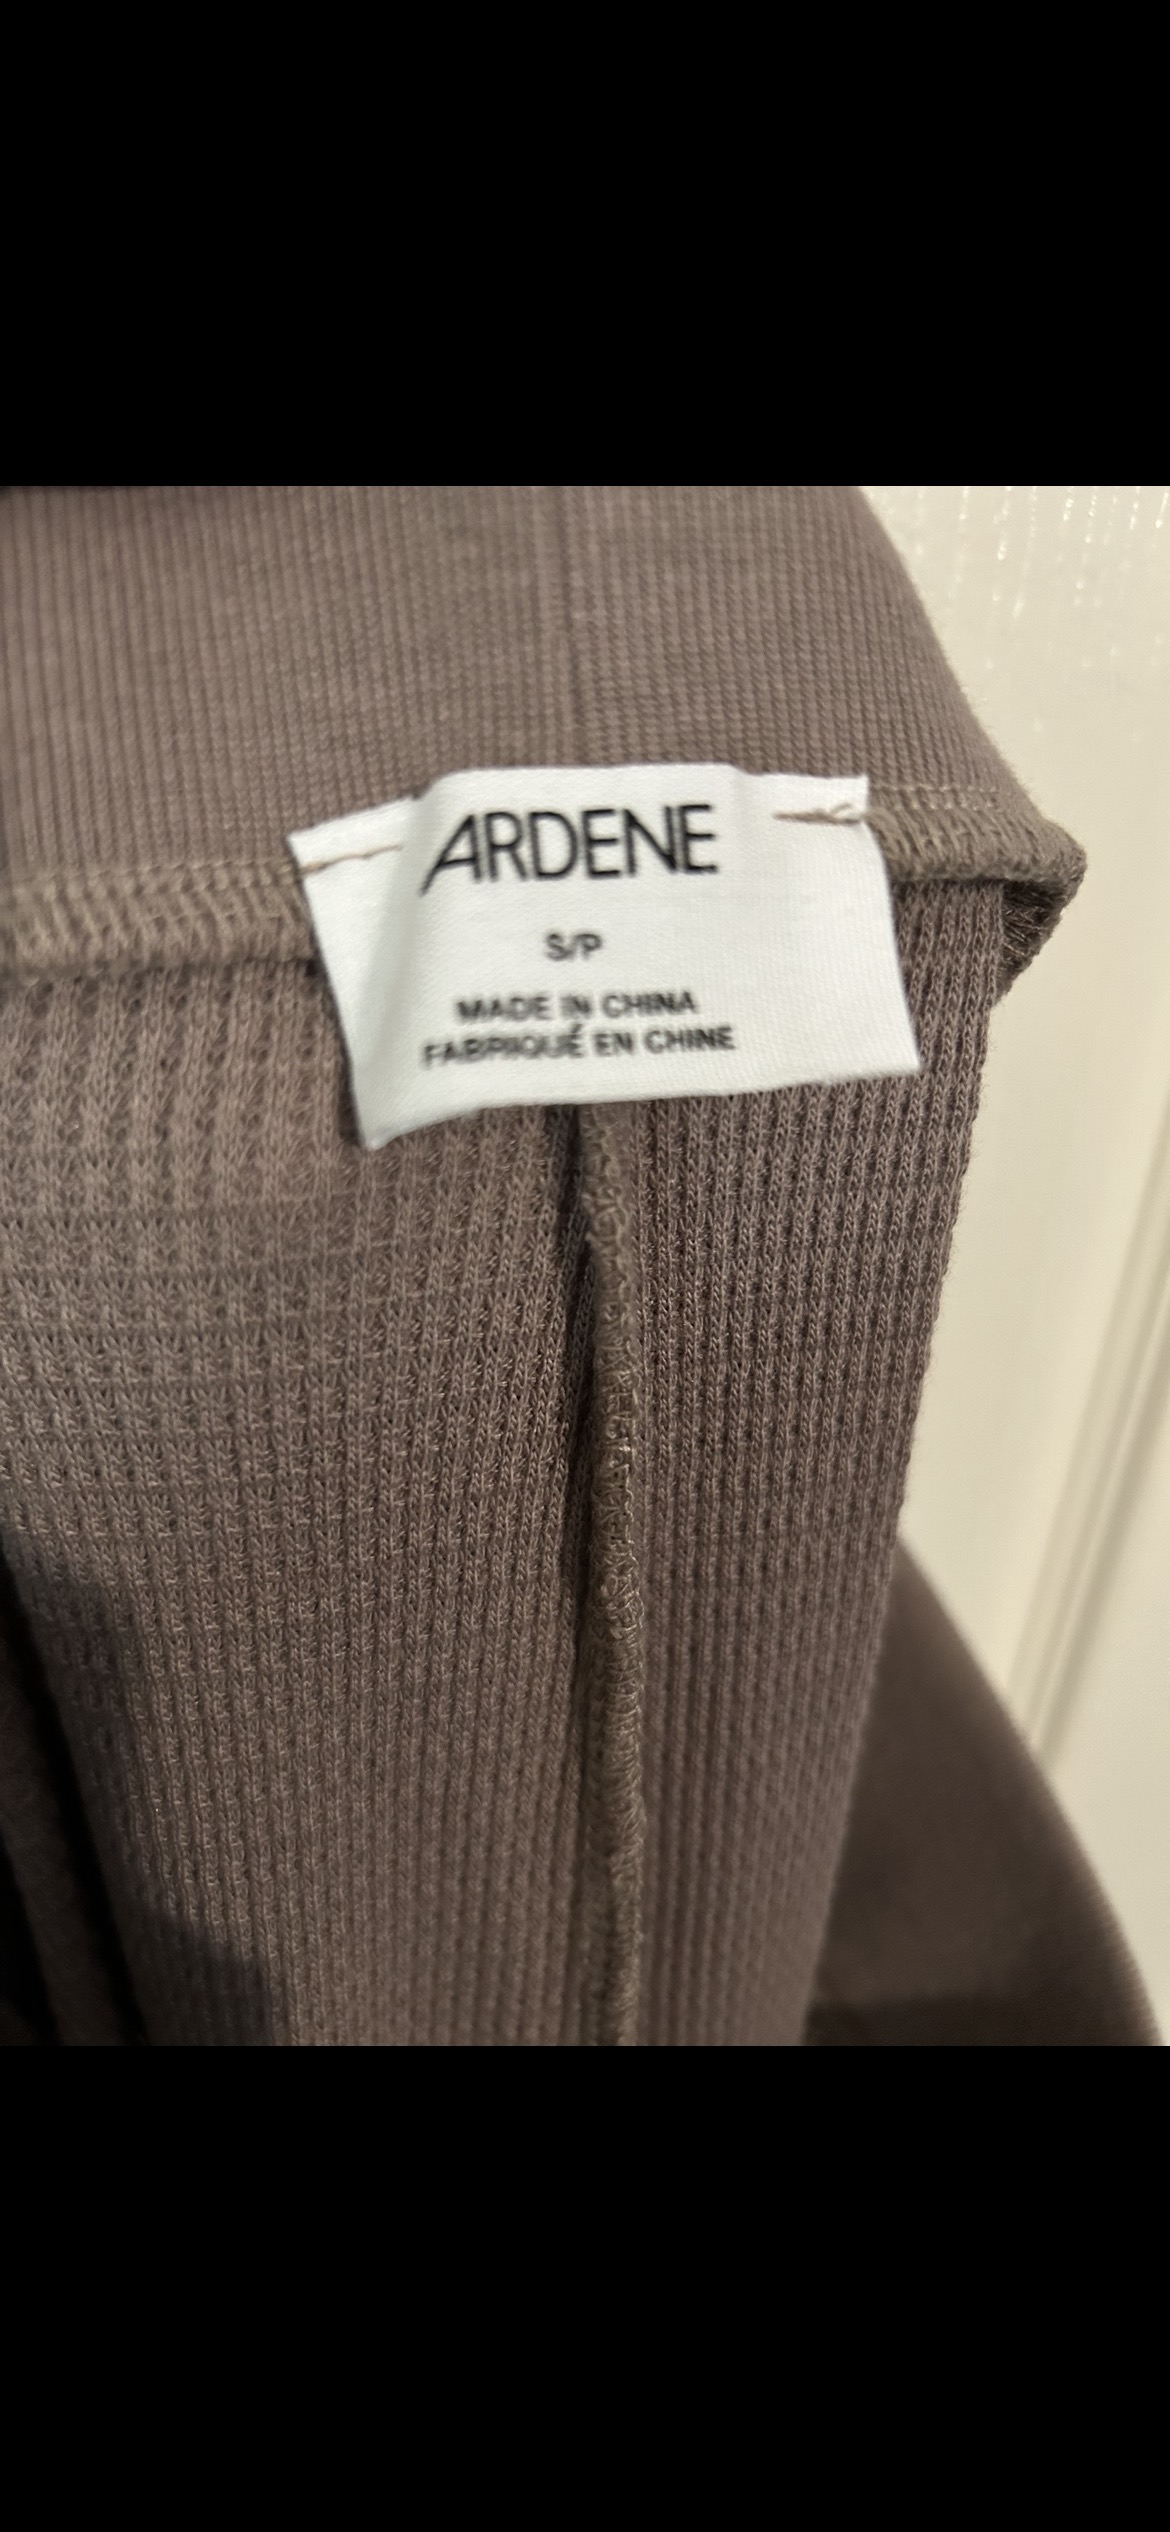 ARDENE
S/P
MADE IN CHINA
FABRIQUÉ EN CHINE